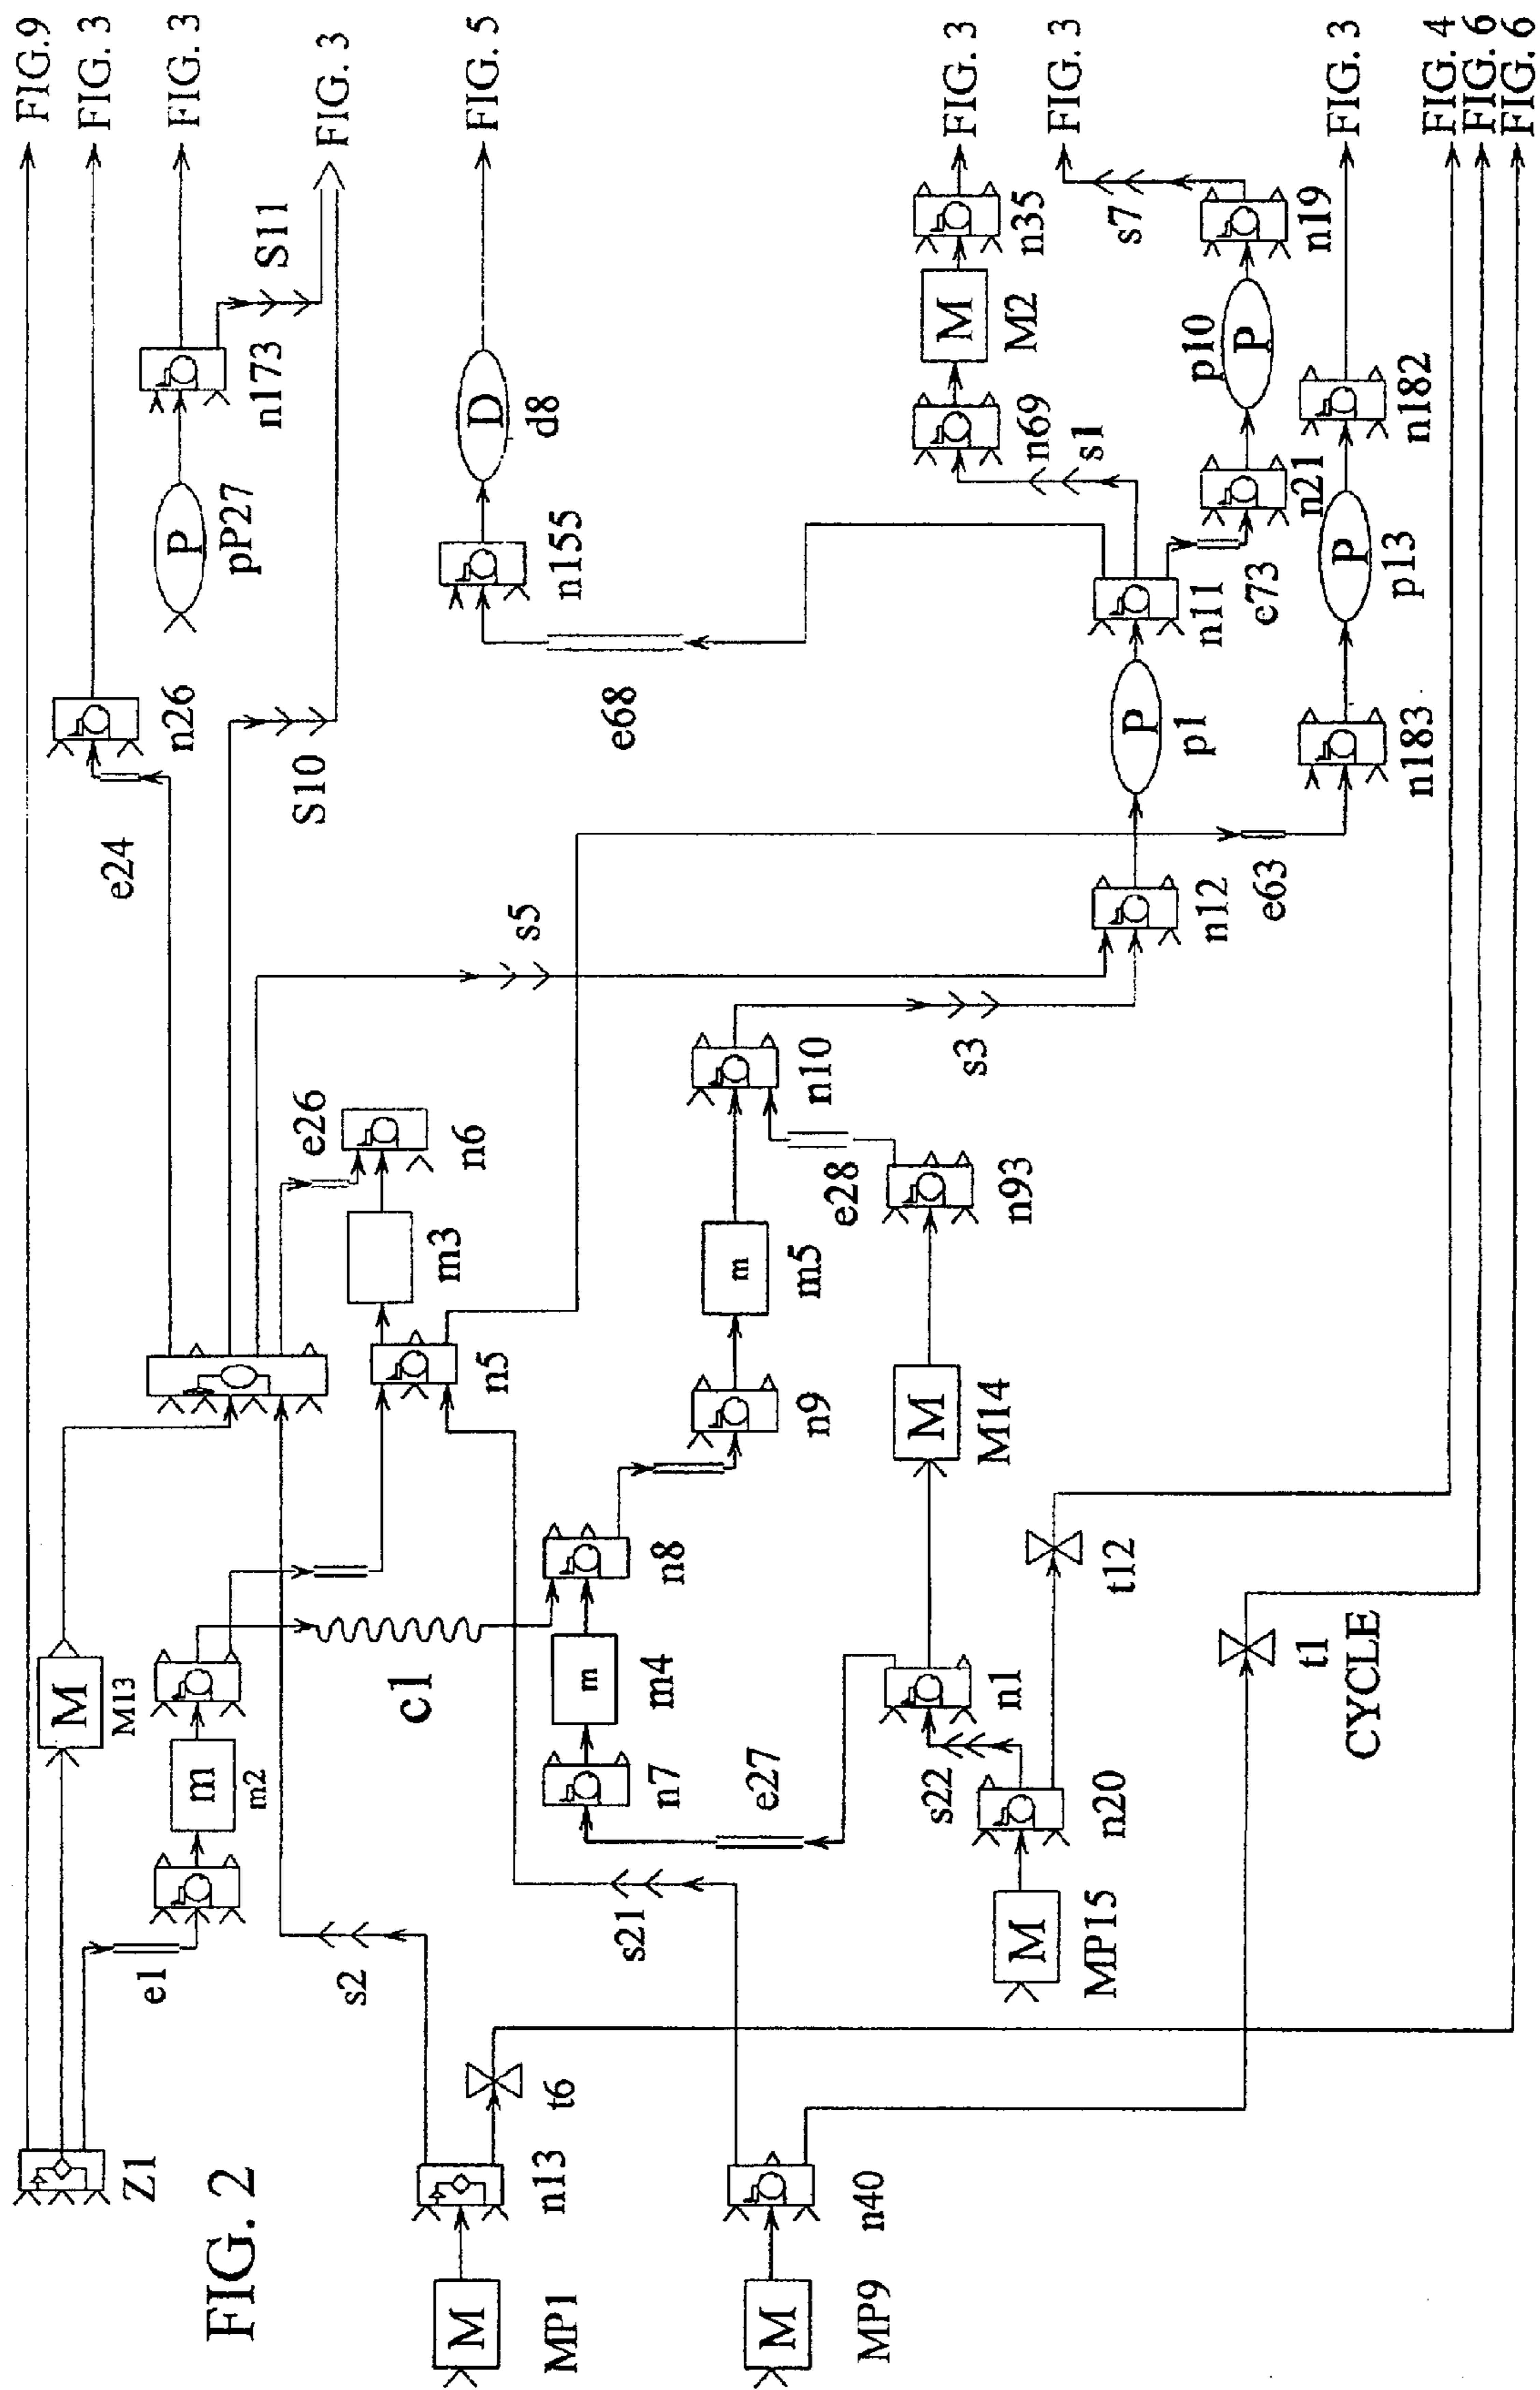 FIG.9
FIG. 3
FIG. 3
FIG. 3
FIG. 5
FIG. 3
FIG. 3
FIG. 3
FIG. 4
FIG. 6
FIG. 6
S11
n173
P
pP27
n26
e24
S10
D
d8
n155
e68
n35
M
M2
n69
s1
s7
n19
p10
P
n21
e73
n11
n182
P
p13
n183
P
p1
n12
e63
s5
s3
e26
n6
m3
n5
n10
e28
n93
m
m5
n9
M
M14
n8
m
m4
n7
c1
M
M13
m
m2
e1
s2
e27
n1
s22
n20
M
MP15
t12
t1
CYCLE
s21
t6
Z1
FIG. 2
n13
M
MP1
n40
M
MP9